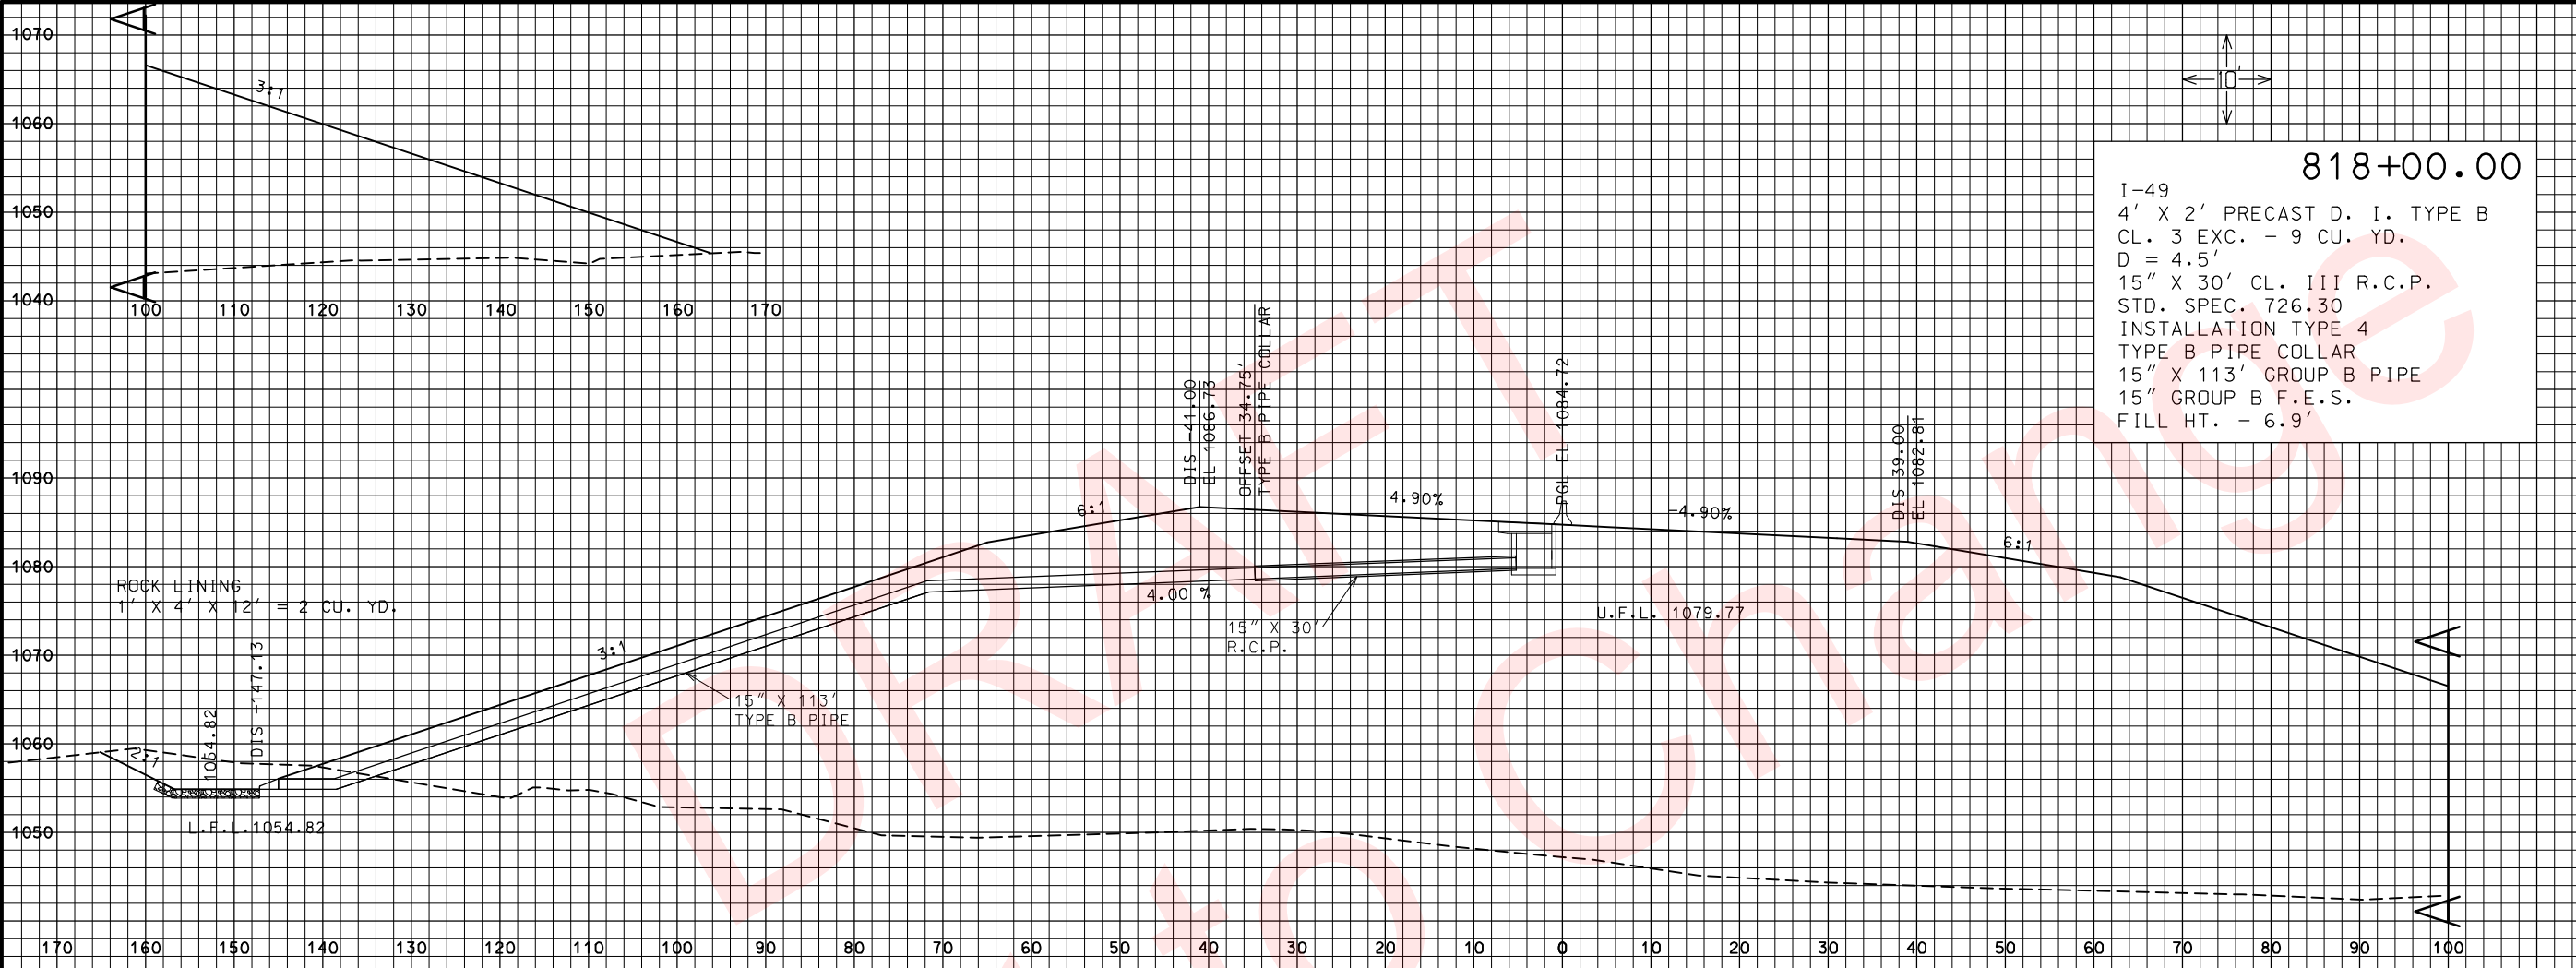 1070
1060
1050
1040
100 110 120 130 140 150 160 170
3:1
10'
818+00.00
I-49
4' X 2' PRECAST D. I. TYPE B
CL. 3 EXC. - 9 CU. YD.
D = 4.5'
15" X 30' CL. III R.C.P.
STD. SPEC. 726.30
INSTALLATION TYPE 4
TYPE B PIPE COLLAR
15" X 113' GROUP B PIPE
15" GROUP B F.E.S.
FILL HT. - 6.9'
DIS -41.00
EL 1086.73
OFFSET 34.75'
TYPE B PIPE COLLAR
PGL EL 1084.72
DIS 39.00
EL 1082.81
1090
1080
1070
1060
1050
6:1
4.90%
-4.90%
6:1
ROCK LINING
1' X 4' X 12' = 2 CU. YD.
4.00 %
15" X 30'
R.C.P.
U.F.L. 1079.77
3:1
DIS -147.13
1054.82
2:1
15" X 113'
TYPE B PIPE
L.F.L. 1054.82
170 160 150 140 130 120 110 100 90 80 70 60 50 40 30 20 10 0 10 20 30 40 50 60 70 80 90 100
DRAFT
to Change